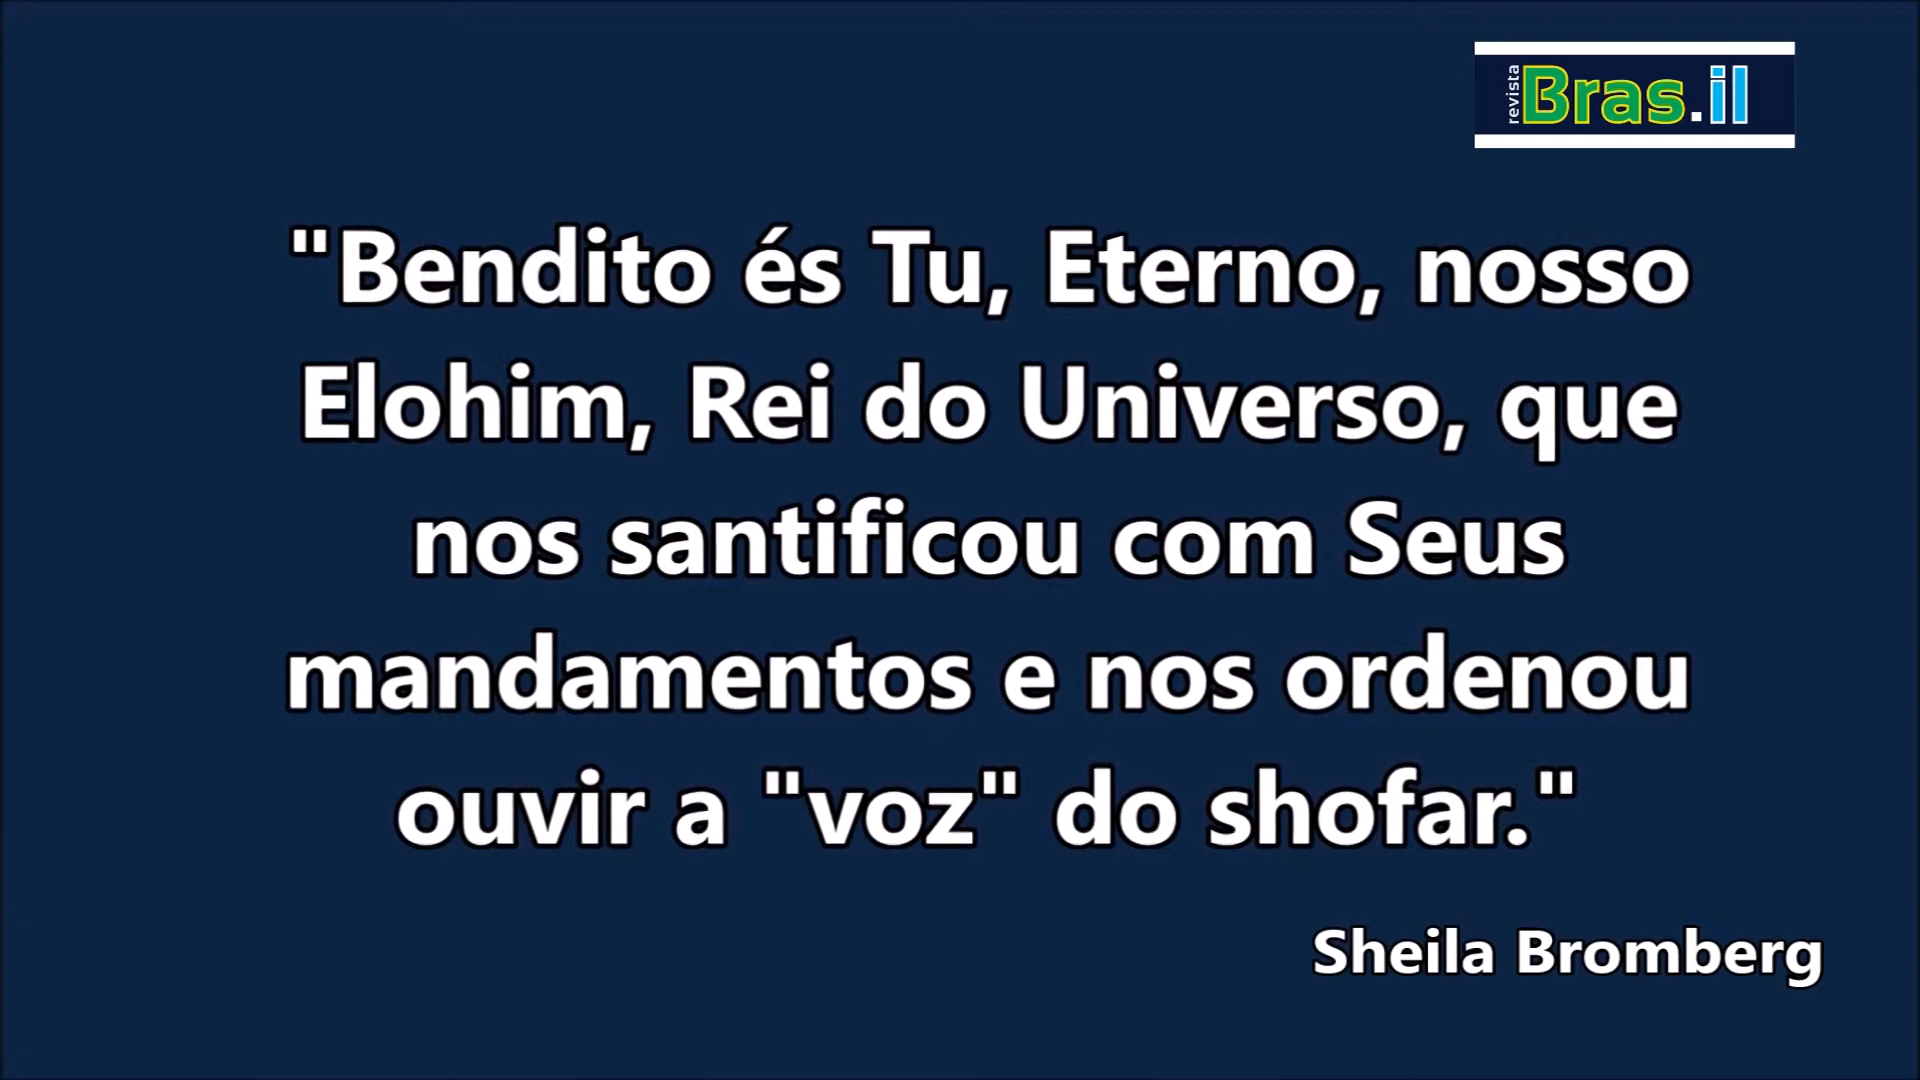 revista Bras.il
"Bendito és Tu, Eterno, nosso
Elohim, Rei do Universo, que
nos santificou com Seus
mandamentos e nos ordenou
ouvir a "voz" do shofar."
Sheila Bromberg